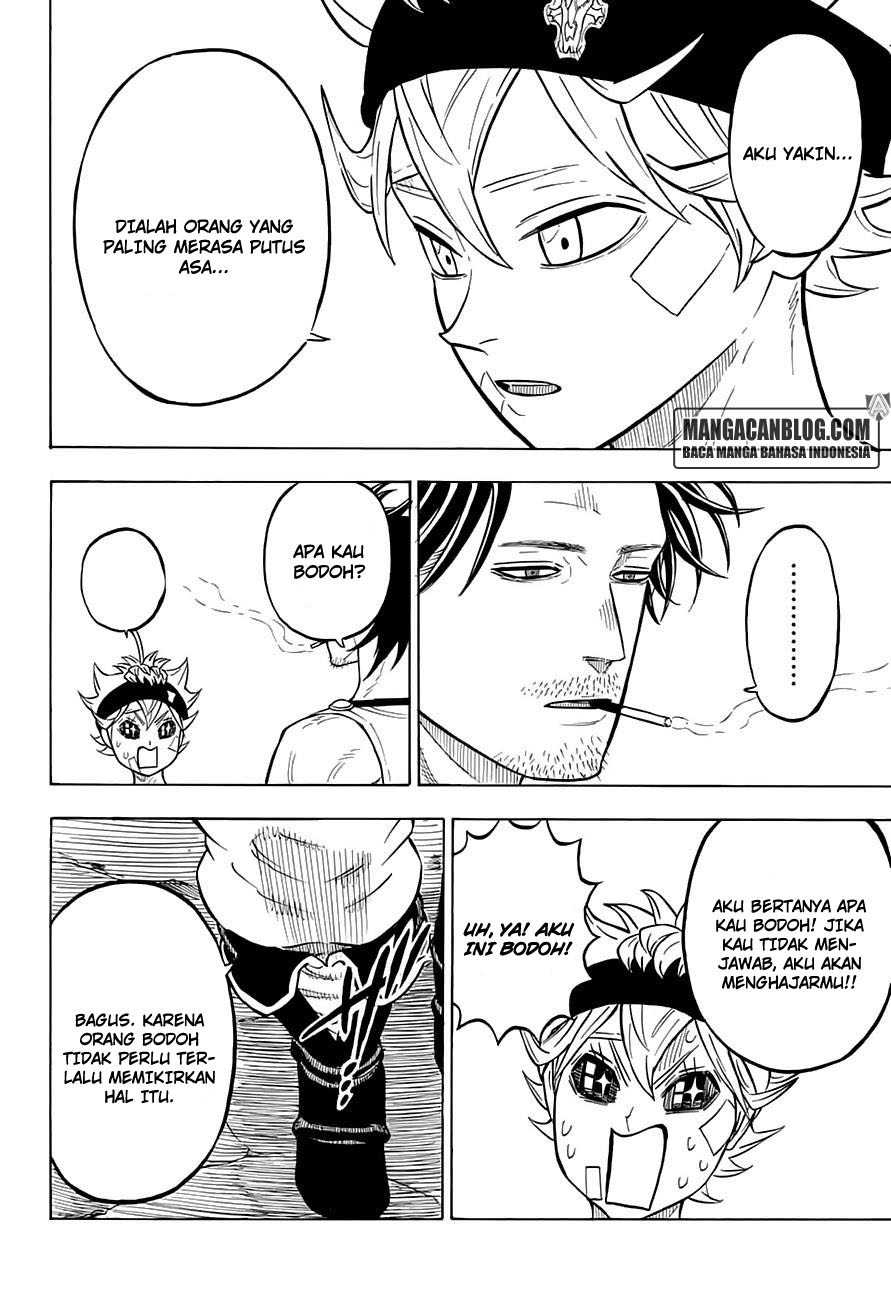 AKU YAKIN...
DIALAH ORANG YANG
PALING MERASA PUTUS
ASA...
MANGACANBLOG.COM
BACA MANGA BAHASA INDONESIA
..........
APA KAU
BODOH?
AKU BERTANYA APA
KAU BODOH! JIKA
KAU TIDAK MEN-
JAWAB, AKU AKAN
MENGHAJARMU!!
UH, YA! AKU
INI BODOH!
BAGUS. KARENA
ORANG BODOH
TIDAK PERLU TER-
LALU MEMIKIRKAN
HAL ITU.